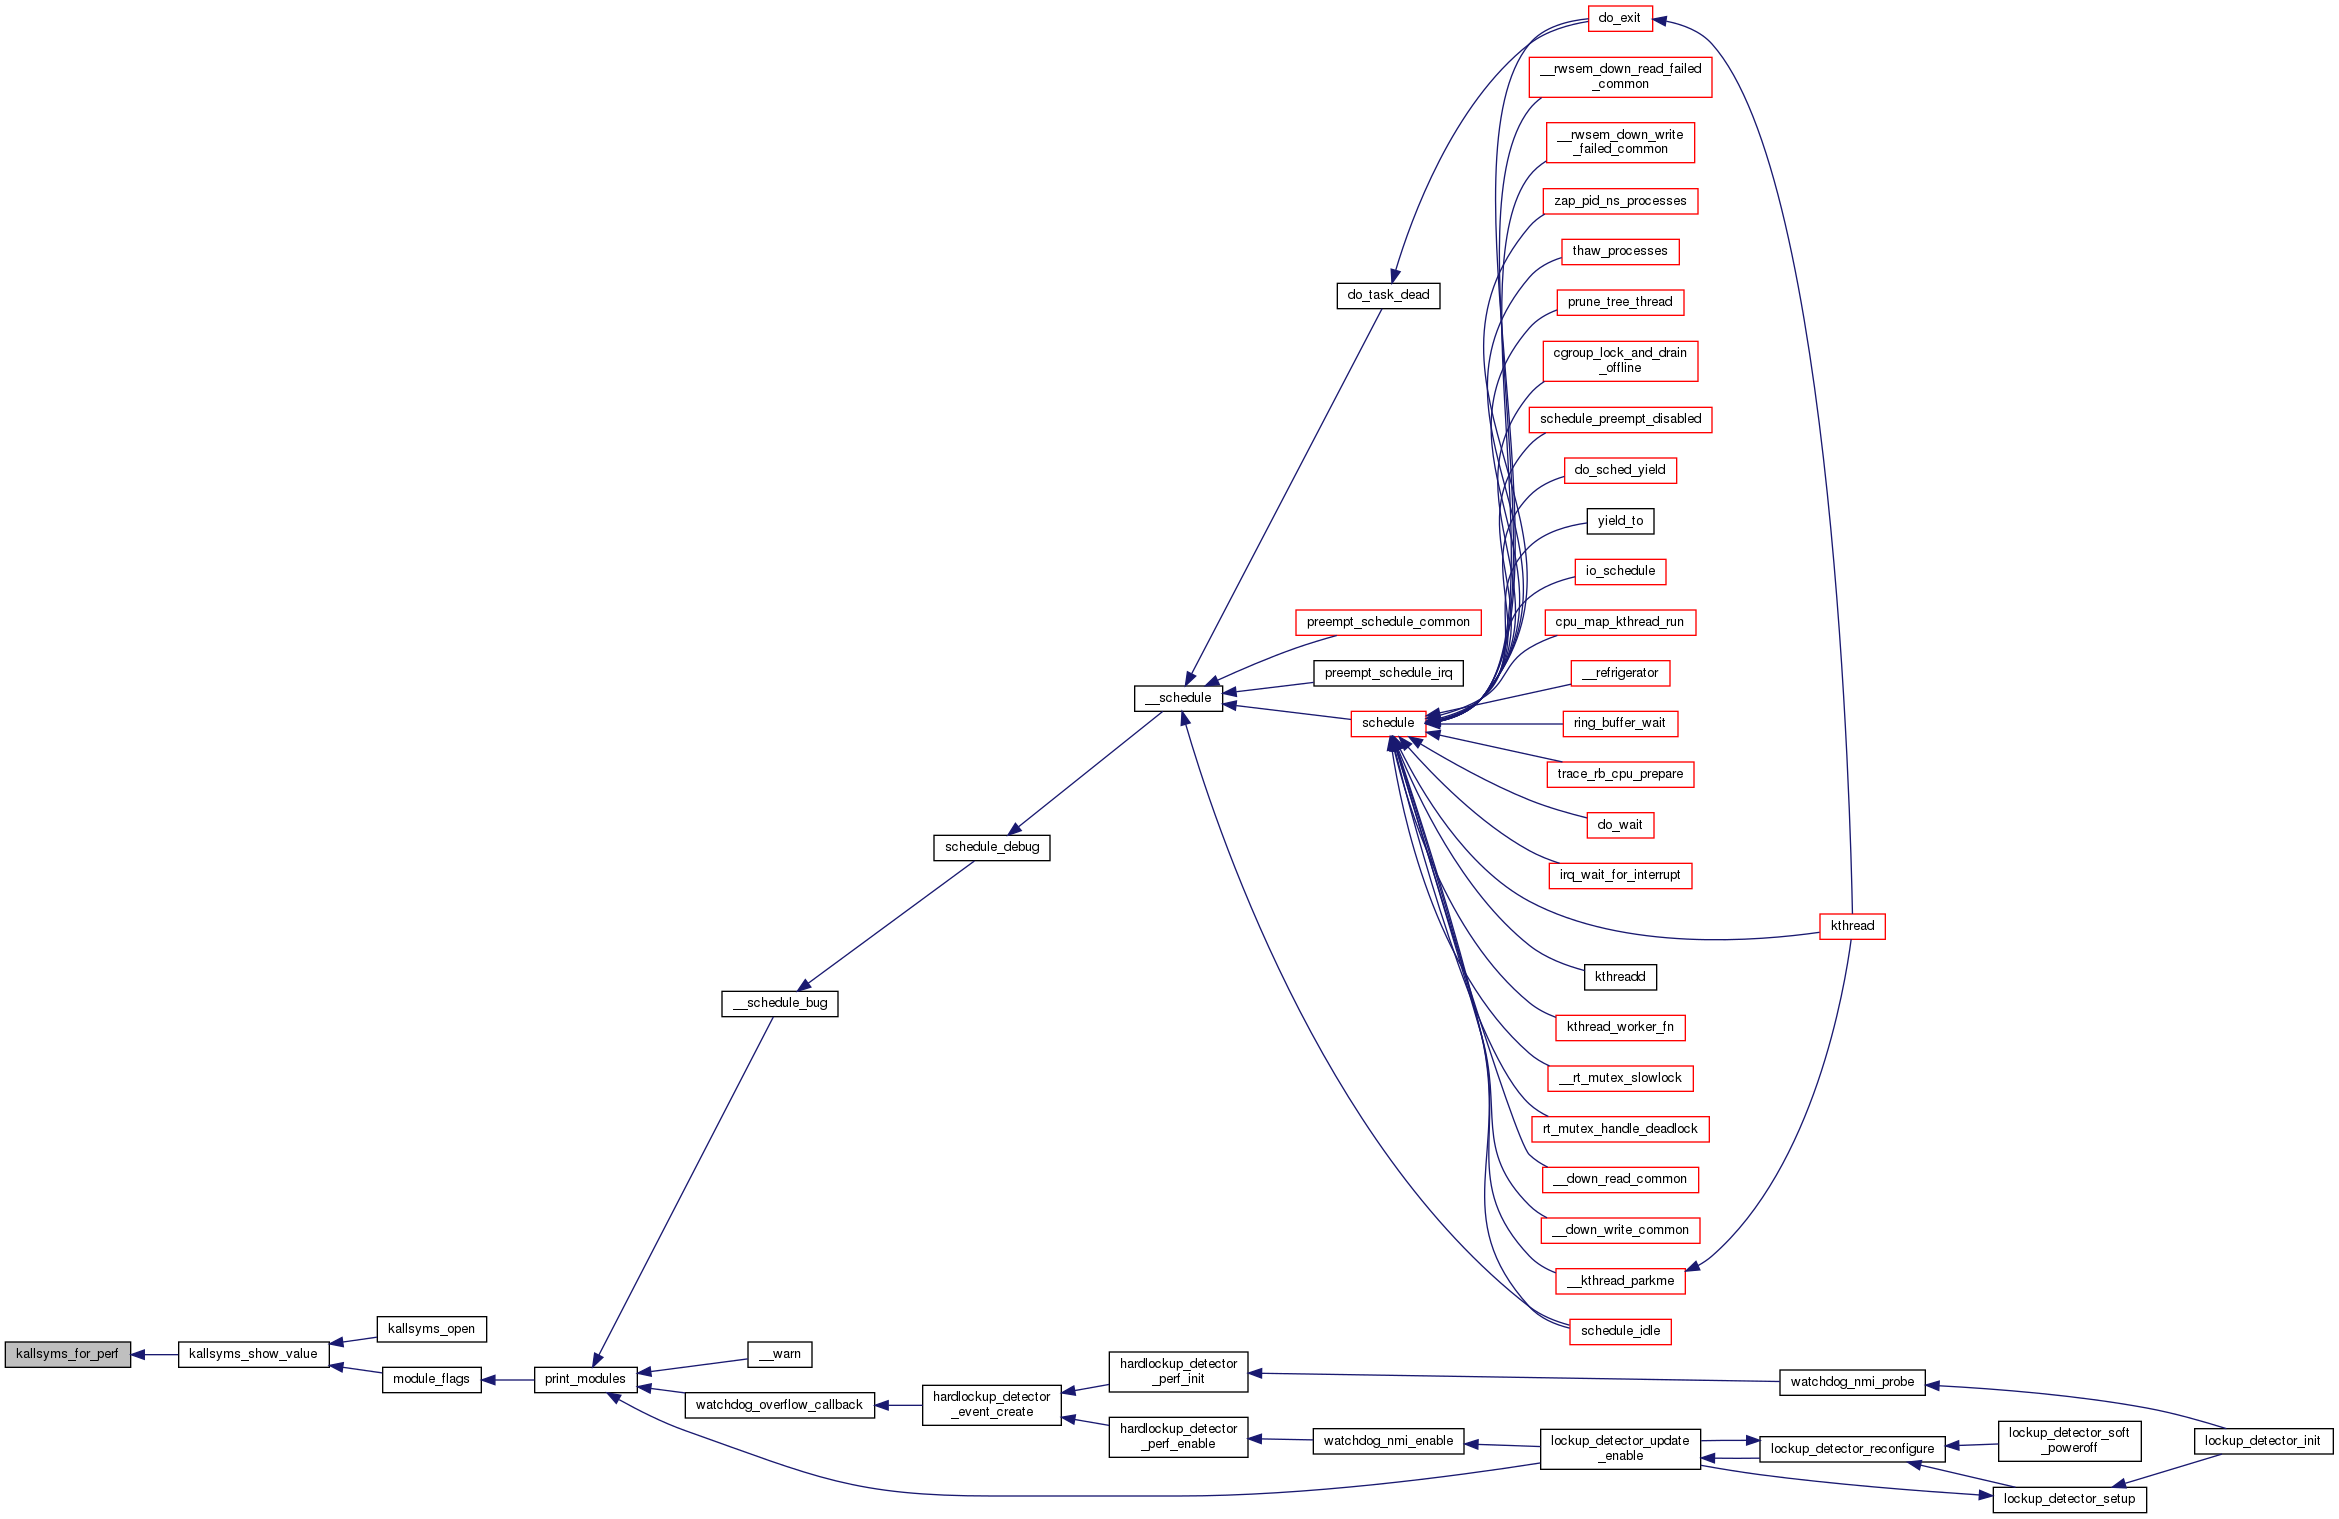 do_exit
__rwsem_down_read_failed
_common
__rwsem_down_write
_failed_common
zap_pid_ns_processes
thaw_processes
do_task_dead
prune_tree_thread
cgroup_lock_and_drain
_offline
schedule_preempt_disabled
do_sched_yield
yield_to
io_schedule
preempt_schedule_common
cpu_map_kthread_run
preempt_schedule_irq
__refrigerator
__schedule
schedule
ring_buffer_wait
trace_rb_cpu_prepare
do_wait
schedule_debug
irq_wait_for_interrupt
kthread
kthreadd
__schedule_bug
kthread_worker_fn
__rt_mutex_slowlock
rt_mutex_handle_deadlock
__down_read_common
__down_write_common
__kthread_parkme
schedule_idle
kallsyms_open
kallsyms_for_perf
kallsyms_show_value
module_flags
print_modules
__warn
watchdog_overflow_callback
hardlockup_detector
_event_create
hardlockup_detector
_perf_init
hardlockup_detector
_perf_enable
watchdog_nmi_enable
lockup_detector_update
_enable
watchdog_nmi_probe
lockup_detector_reconfigure
lockup_detector_soft
_poweroff
lockup_detector_setup
lockup_detector_init